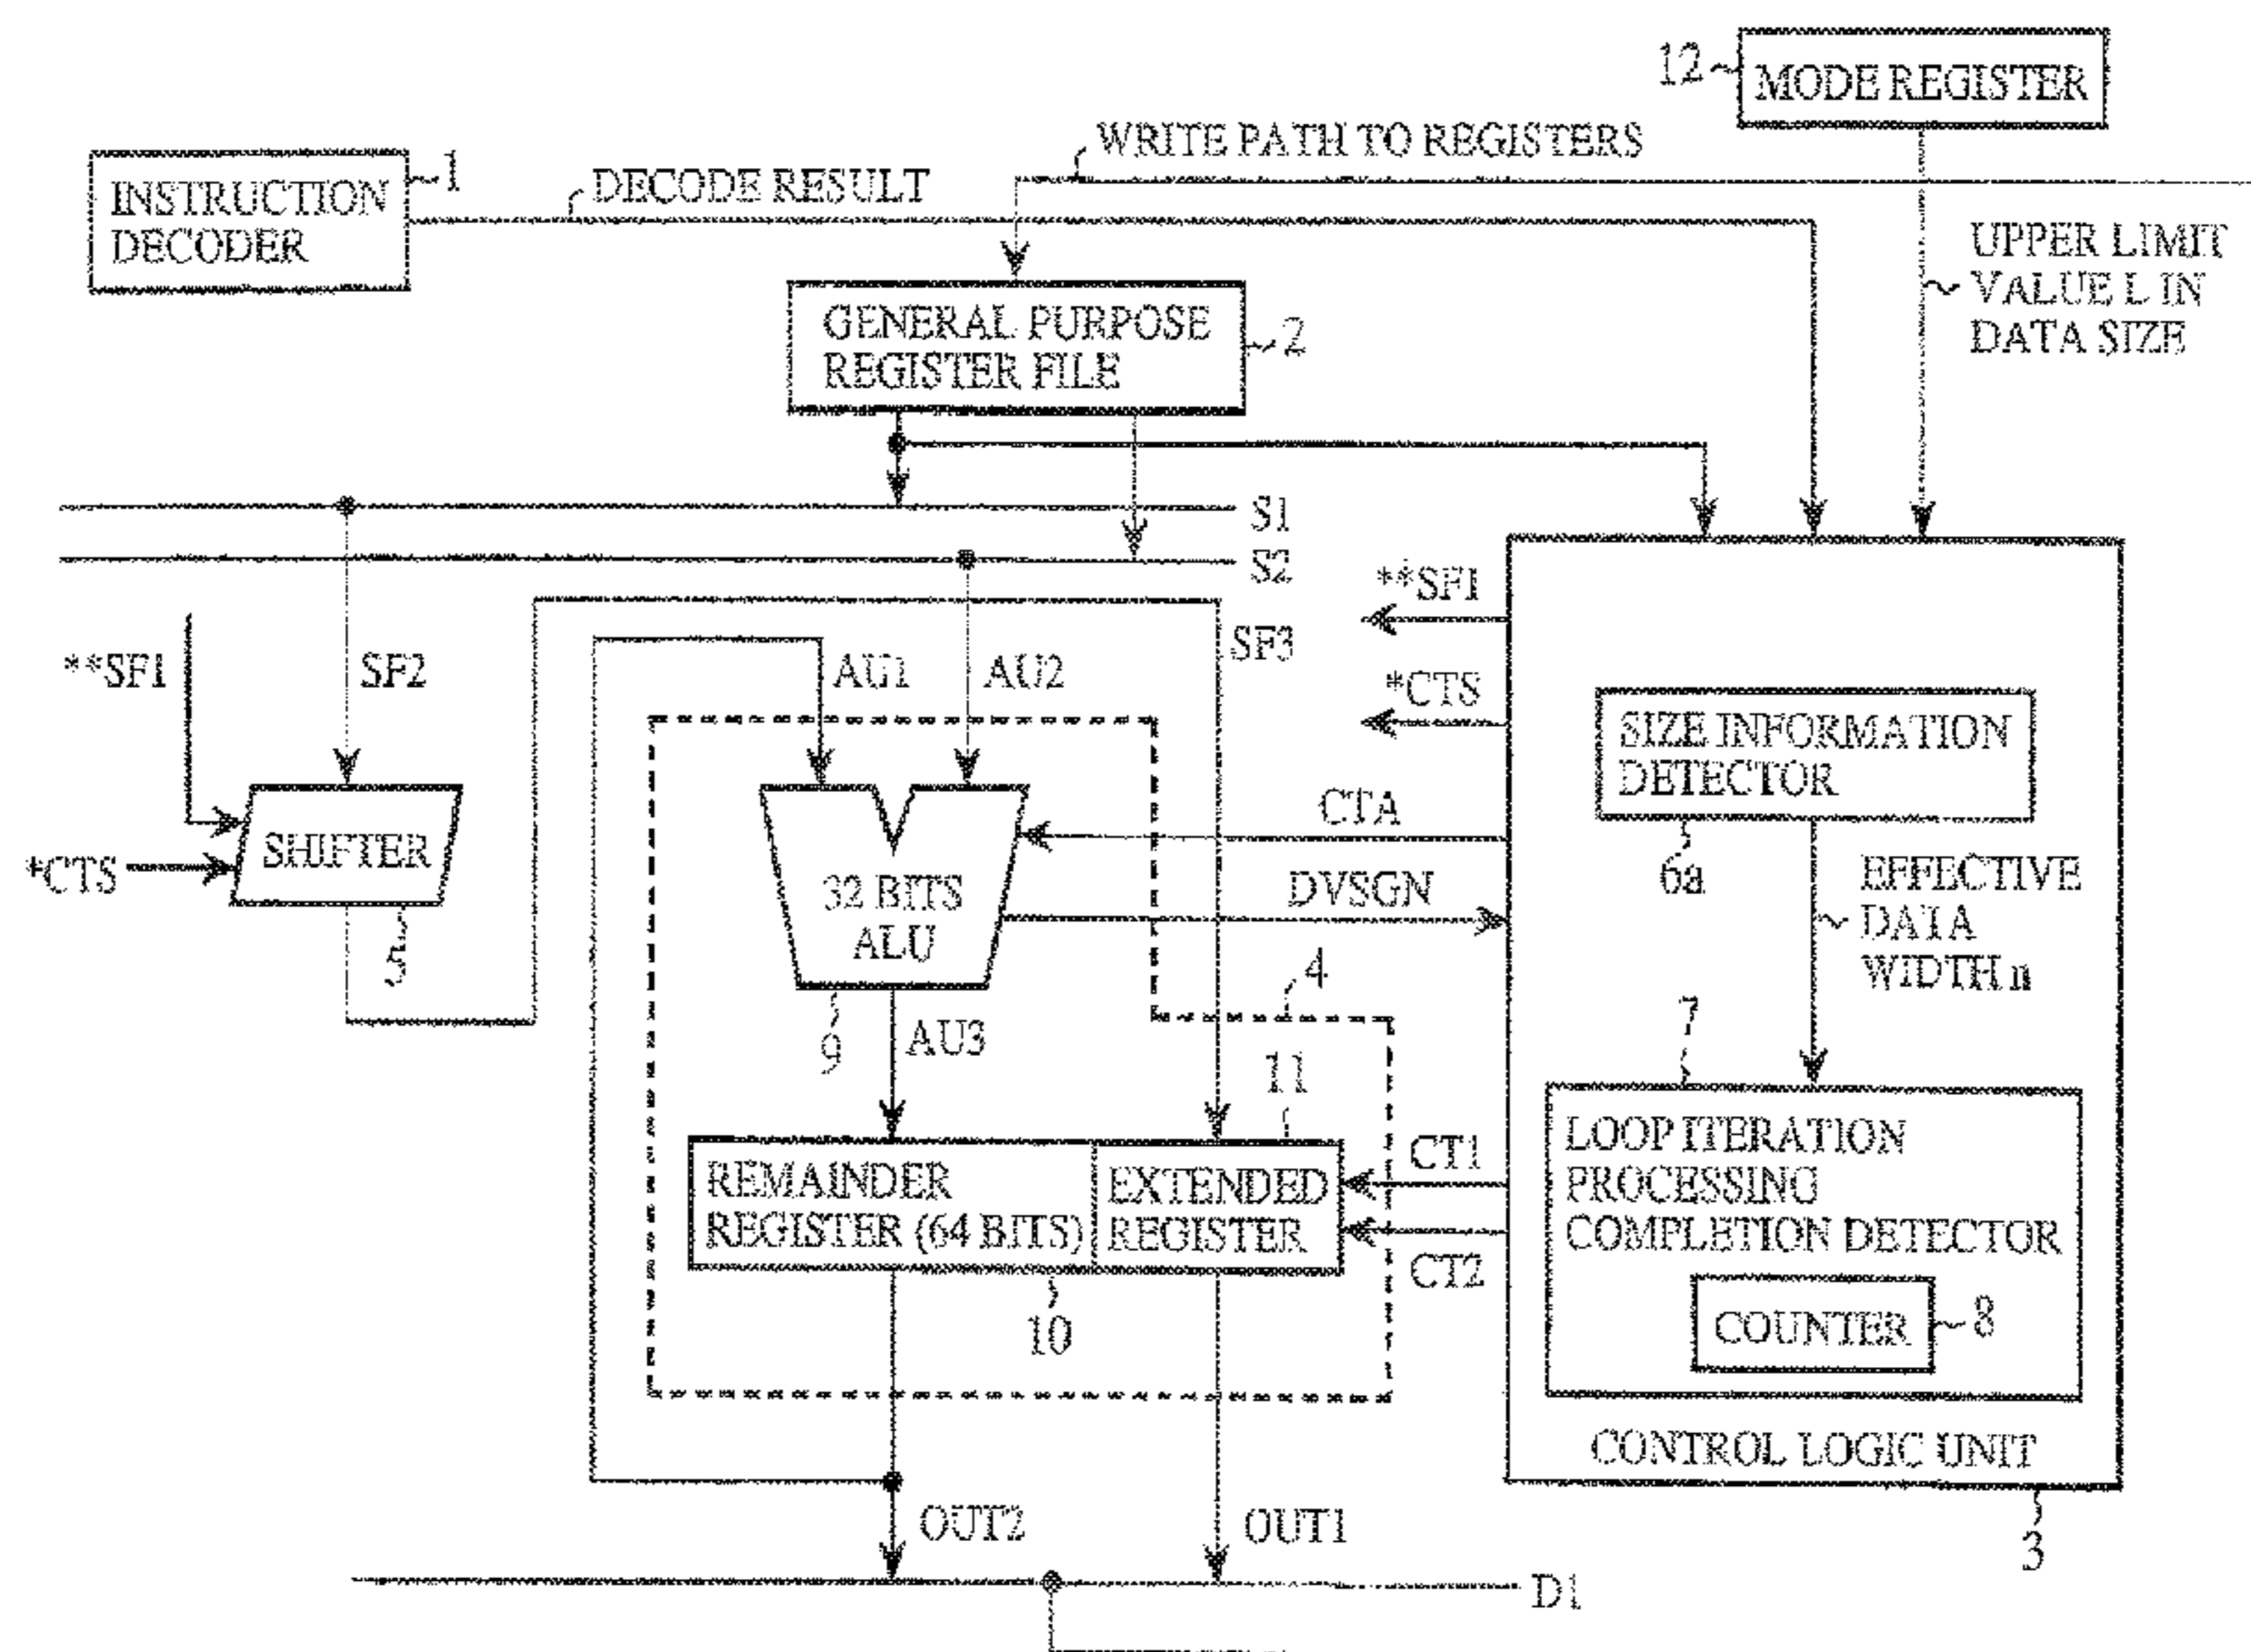 12
MODE REGISTER
WRITE PATH TO REGISTERS
1
INSTRUCTION
DECODER
DECODE RESULT
UPPER LIMIT
VALUE L IN
DATA SIZE
GENERAL PURPOSE
REGISTER FILE
2
S1
S2
**SF1
SF2
AU1
AU2
SF3
**SF1
*CTS
SIZE INFORMATION
DETECTOR
6a
SHIFTER
*CTS
5
32 BITS
ALU
CTA
DVSGN
EFFECTIVE
DATA
WIDTH n
4
9
AU3
11
7
REMAINDER
REGISTER (64 BITS)
EXTENDED
REGISTER
CT1
CT2
10
LOOP ITERATION
PROCESSING
COMPLETION DETECTOR
COUNTER
8
CONTROL LOGIC UNIT
3
OUT2
OUT1
D1